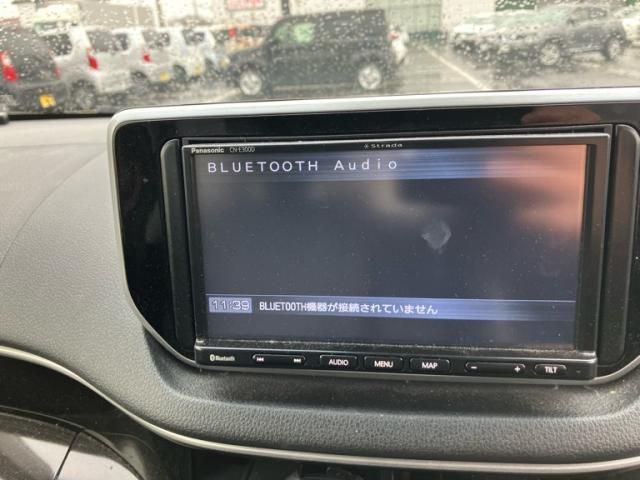 Panasonic CN-E300D Strada
BLUETOOTH Audio
11:39 BLUETOOTH機器が接続されていません
Bluetooth AUDIO MENU MAP - + TILT